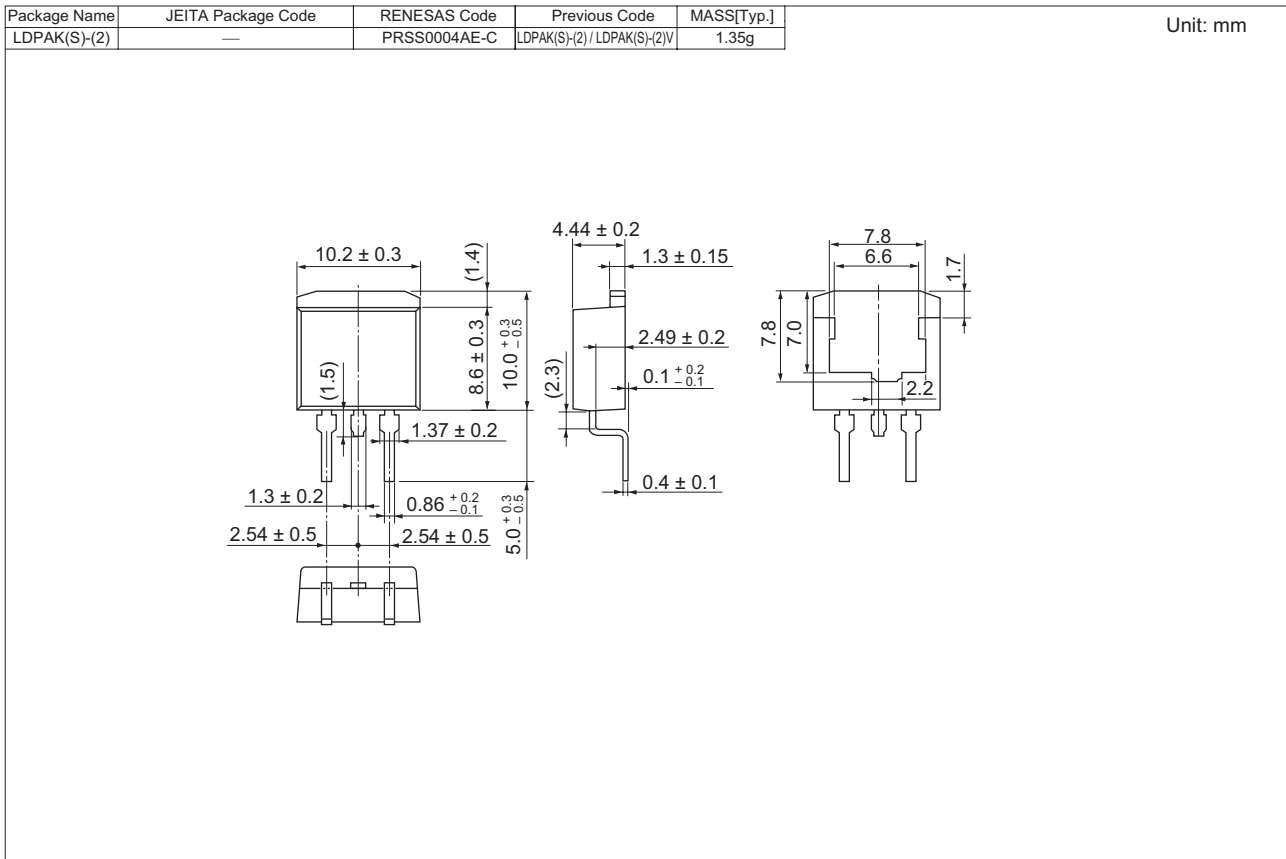 Package Name JEITA Package Code RENESAS Code Previous Code MASS[Typ.]
LDPAK(S)-(2) — PRSS0004AE-C LDPAK(S)-(2) / LDPAK(S)-(2)V 1.35g
Unit: mm
10.2 ± 0.3
(1.4)
8.6 ± 0.3
10.0 + 0.3 – 0.5
(1.5)
1.37 ± 0.2
1.3 ± 0.2
0.86 + 0.2 – 0.1
2.54 ± 0.5
2.54 ± 0.5
5.0 + 0.3 – 0.5
4.44 ± 0.2
1.3 ± 0.15
2.49 ± 0.2
(2.3)
0.1 + 0.2 – 0.1
0.4 ± 0.1
7.8
6.6
1.7
7.8
7.0
2.2